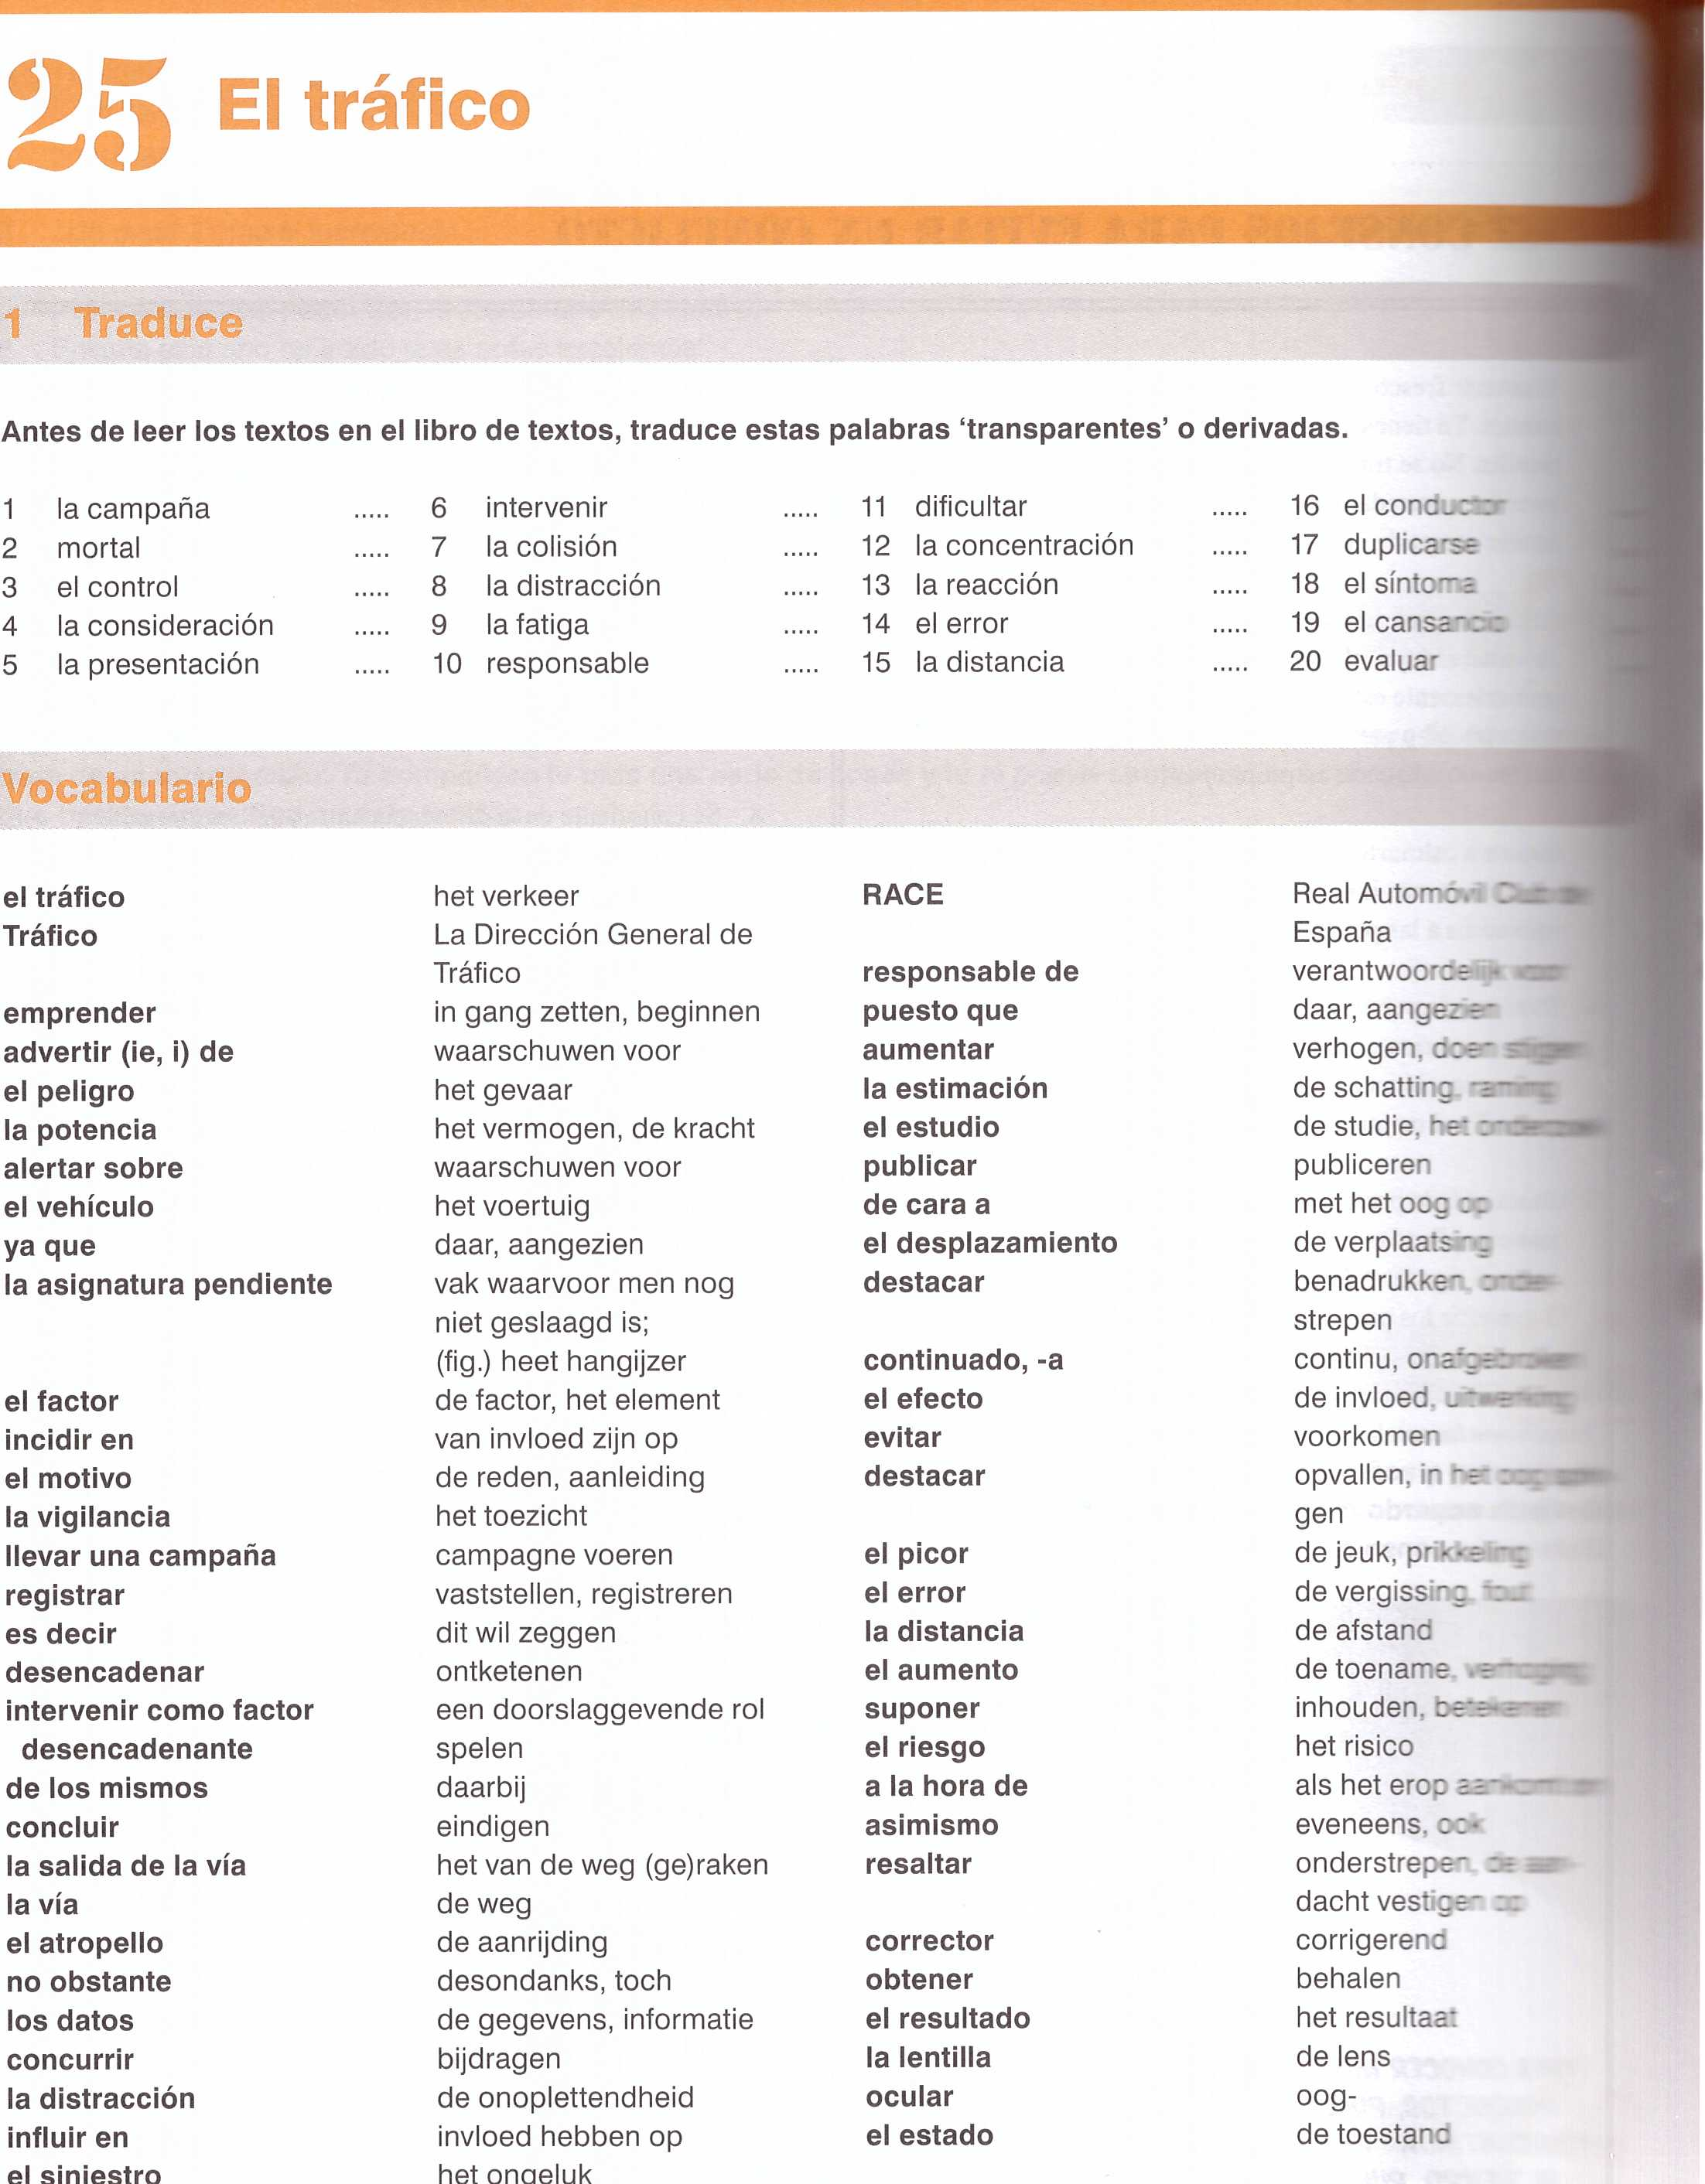 25 El tráfico
1 Traduce
Antes de leer los textos en el libro de textos, traduce estas palabras ‘transparentes’ o derivadas.
1 la campaña .....
2 mortal .....
3 el control .....
4 la consideración .....
5 la presentación .....
6 intervenir .....
7 la colisión .....
8 la distracción .....
9 la fatiga .....
10 responsable .....
11 dificultar .....
12 la concentración .....
13 la reacción .....
14 el error .....
15 la distancia .....
16 el conductor
17 duplicarse
18 el síntoma
19 el cansancio
20 evaluar
Vocabulario
el tráfico het verkeer
Tráfico La Dirección General de
Tráfico
emprender in gang zetten, beginnen
advertir (ie, i) de waarschuwen voor
el peligro het gevaar
la potencia het vermogen, de kracht
alertar sobre waarschuwen voor
el vehículo het voertuig
ya que daar, aangezien
la asignatura pendiente vak waarvoor men nog
niet geslaagd is;
(fig.) heet hangijzer
el factor de factor, het element
incidir en van invloed zijn op
el motivo de reden, aanleiding
la vigilancia het toezicht
llevar una campaña campagne voeren
registrar vaststellen, registreren
es decir dit wil zeggen
desencadenar ontketenen
intervenir como factor een doorslaggevende rol
desencadenante spelen
de los mismos daarbij
concluir eindigen
la salida de la vía het van de weg (ge)raken
la vía de weg
el atropello de aanrijding
no obstante desondanks, toch
los datos de gegevens, informatie
concurrir bijdragen
la distracción de onoplettendheid
influir en invloed hebben op
el siniestro het ongeluk
RACE Real Automóvil Club de
España
responsable de verantwoordelijk voor
puesto que daar, aangezien
aumentar verhogen, doen stijgen
la estimación de schatting, raming
el estudio de studie, het onderzoek
publicar publiceren
de cara a met het oog op
el desplazamiento de verplaatsing
destacar benadrukken, onder-
strepen
continuado, -a continu, onafgebroken
el efecto de invloed, uitwerking
evitar voorkomen
destacar opvallen, in het oog sprin-
gen
el picor de jeuk, prikkeling
el error de vergissing, fout
la distancia de afstand
el aumento de toename, verhoging
suponer inhouden, betekenen
el riesgo het risico
a la hora de als het erop aankomt
asimismo eveneens, ook
resaltar onderstrepen, de aan-
dacht vestigen op
corrector corrigerend
obtener behalen
el resultado het resultaat
la lentilla de lens
ocular oog-
el estado de toestand